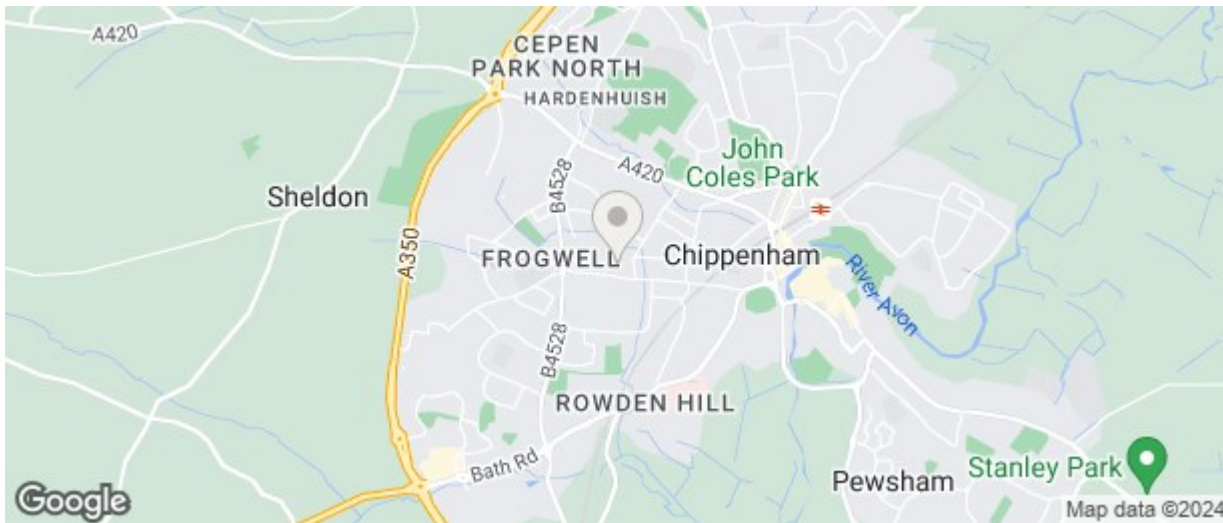 A420
CEPEN
PARK NORTH
HARDENHUISH
A420
John
Coles Park
B4528
Sheldon
A350
FROGWELL
Chippenham
River Avon
B4528
ROWDEN HILL
Bath Rd
Pewsham
Stanley Park
Google
Map data ©2024